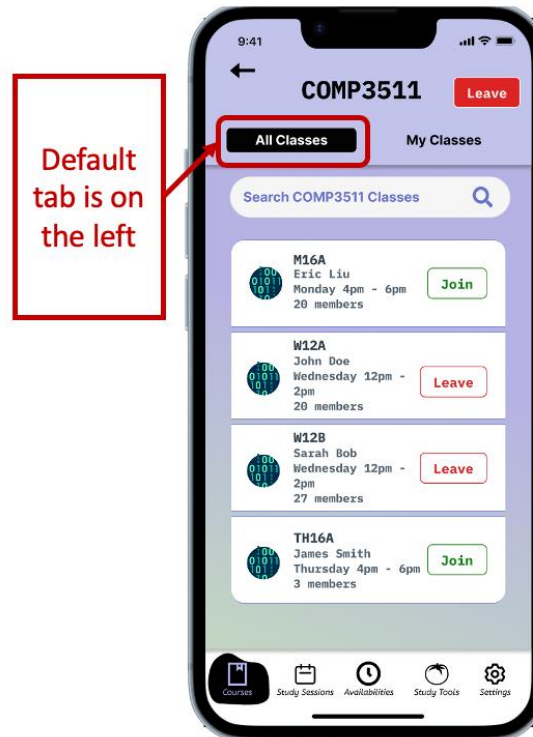 9:41
COMP3511
Leave
Default
tab is on
the left
All Classes
My Classes
Search COMP3511 Classes
M16A
Eric Liu
Monday 4pm - 6pm
20 members
Join
W12A
John Doe
Wednesday 12pm -
2pm
20 members
Leave
W12B
Sarah Bob
Wednesday 12pm -
2pm
27 members
Leave
TH16A
James Smith
Thursday 4pm - 6pm
3 members
Join
Courses
Study Sessions
Availabilities
Study Tools
Settings